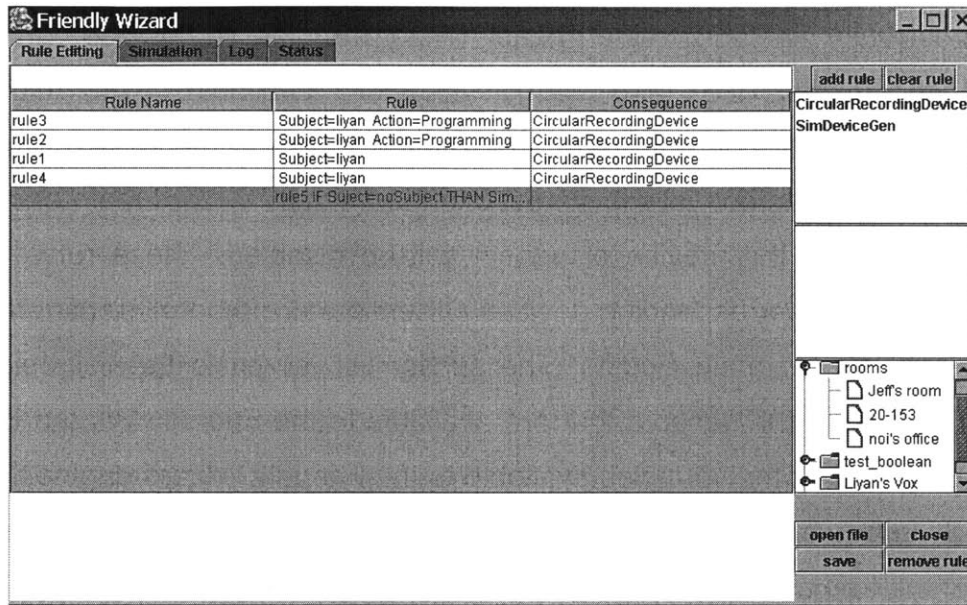 Friendly Wizard
Rule Editing Simulation Log Status
add rule clear rule
Rule Name Rule Consequence
rule3 Subject=liyan Action=Programming CircularRecordingDevice
rule2 Subject=liyan Action=Programming CircularRecordingDevice
rule1 Subject=liyan CircularRecordingDevice
rule4 Subject=liyan CircularRecordingDevice
rule5 IF Suject=noSubject THAN Sim...
CircularRecordingDevice
SimDeviceGen
rooms
Jeff's room
20-153
noi's office
test_boolean
Liyan's Vox
open file close
save remove rule